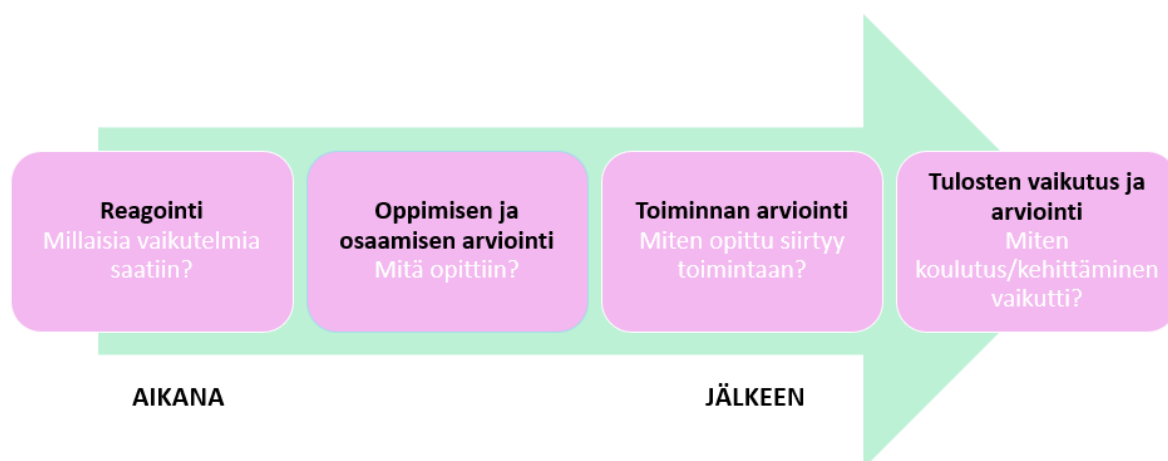 Reagointi
Millaisia vaikutelmia
saatiin?
Oppimisen ja
osaamisen arviointi
Mitä opittiin?
Toiminnan arviointi
Miten opittu siirtyy
toimintaan?
Tulosten vaikutus ja
arviointi
Miten
koulutus/kehittäminen
vaikutti?
AIKANA
JÄLKEEN